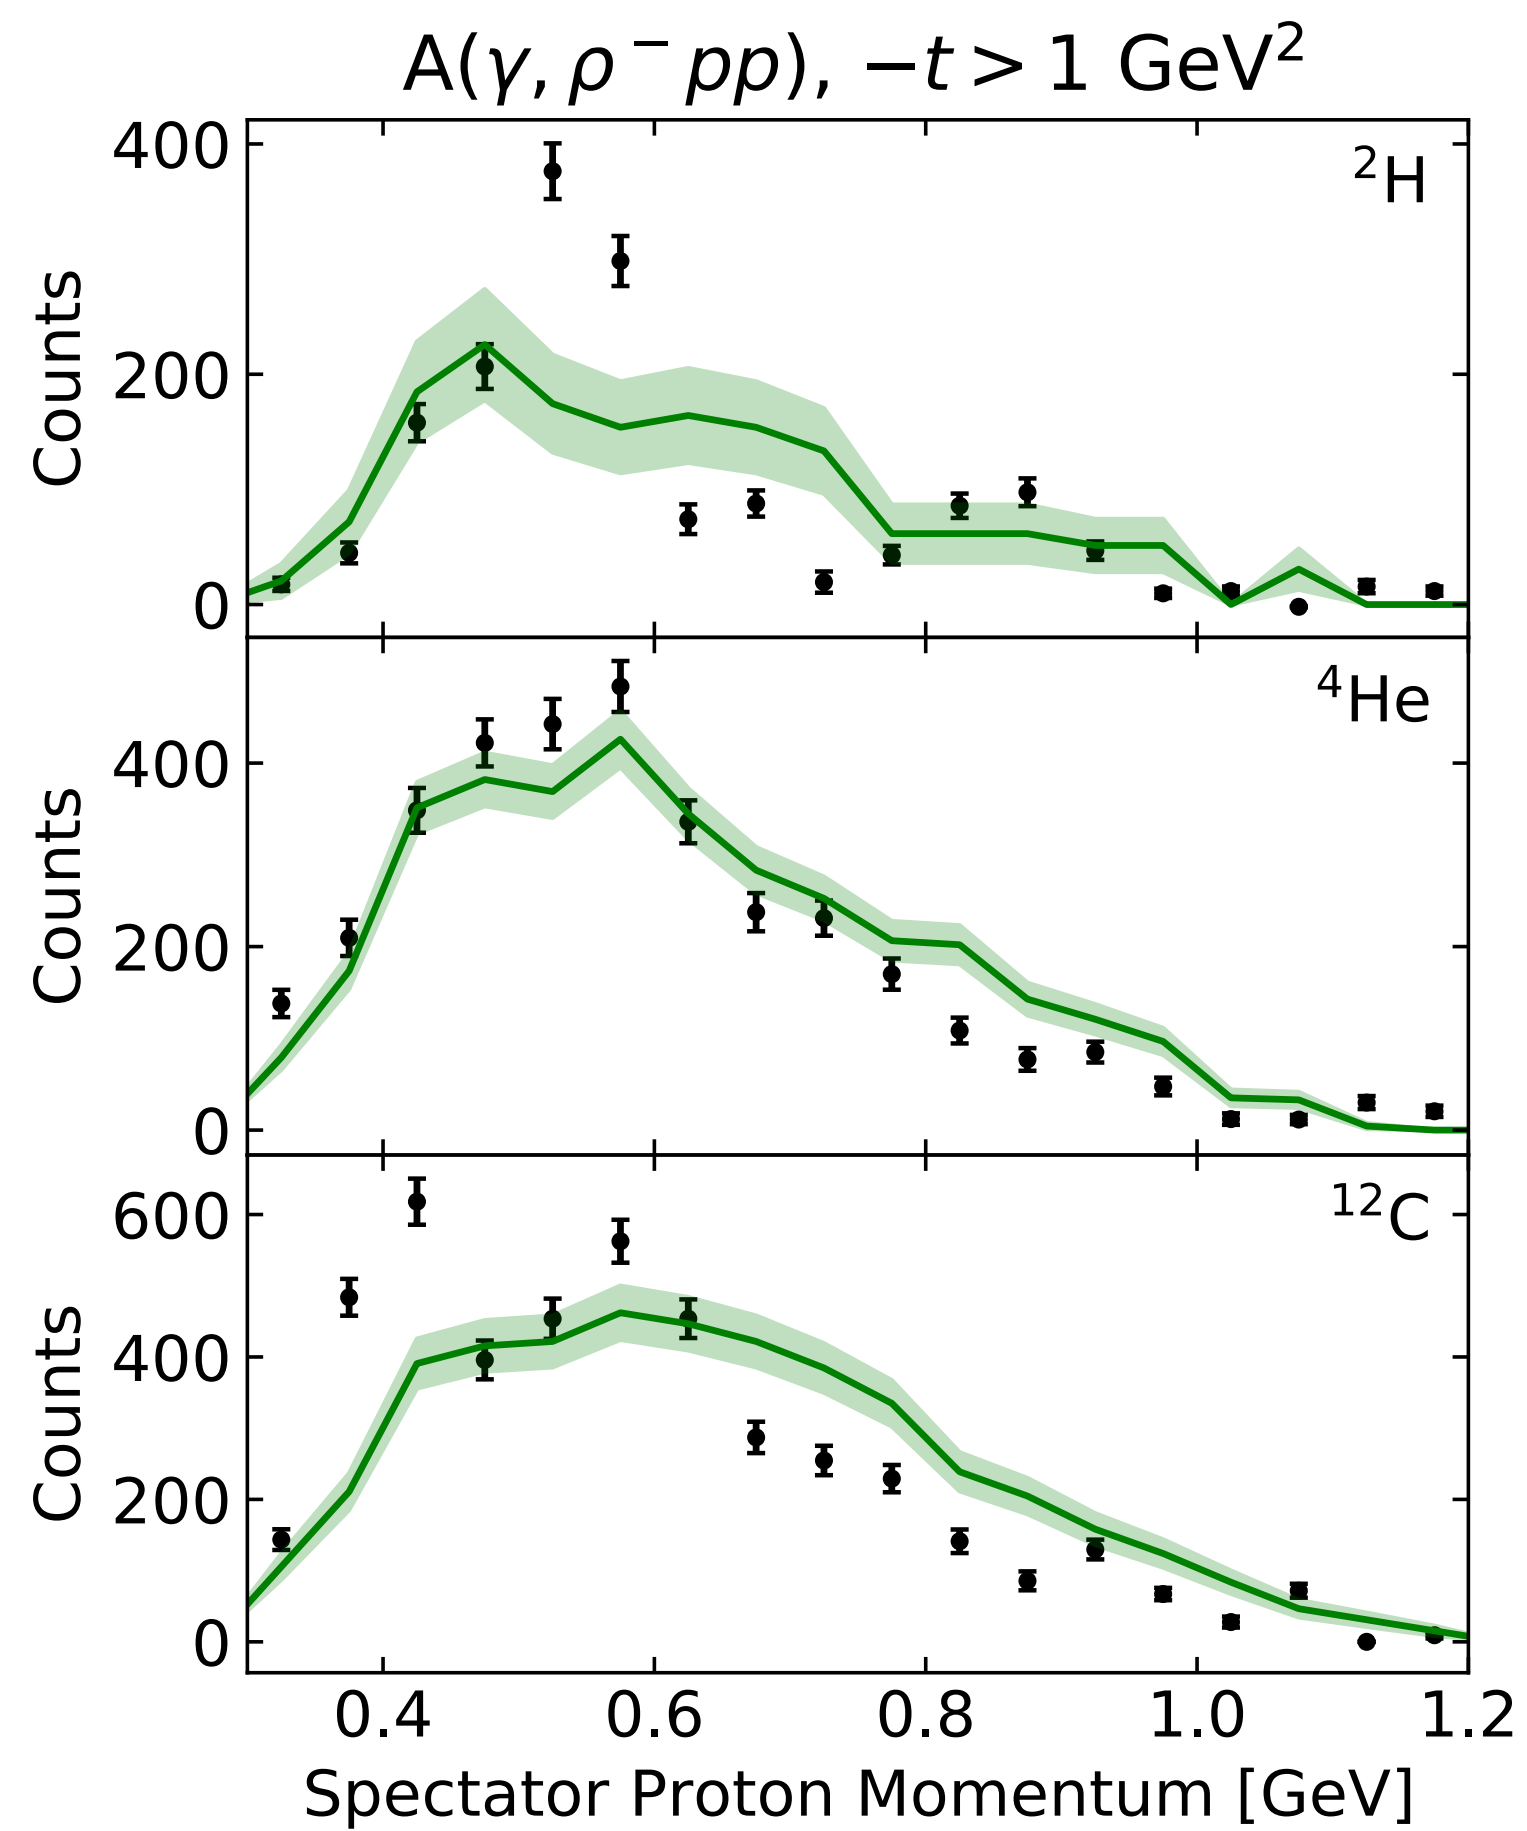 A(γ, ρ⁻pp), −t > 1 GeV²
400
200
0
Counts
²H
400
200
0
Counts
⁴He
600
400
200
0
Counts
¹²C
0.4 0.6 0.8 1.0 1.2
Spectator Proton Momentum [GeV]